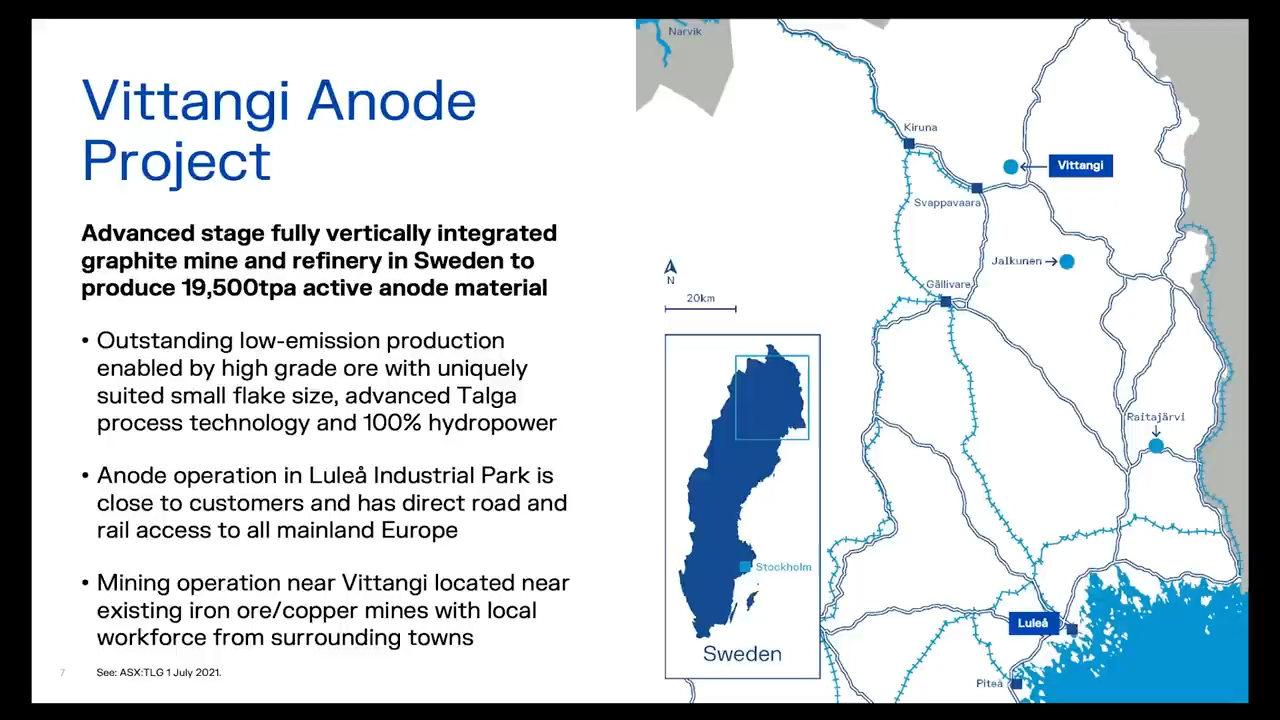 Vittangi Anode
Project
Advanced stage fully vertically integrated
graphite mine and refinery in Sweden to
produce 19,500tpa active anode material
• Outstanding low-emission production
enabled by high grade ore with uniquely
suited small flake size, advanced Talga
process technology and 100% hydropower
• Anode operation in Luleå Industrial Park is
close to customers and has direct road and
rail access to all mainland Europe
• Mining operation near Vittangi located near
existing iron ore/copper mines with local
workforce from surrounding towns
7
See: ASX:TLG 1 July 2021.
Narvik
Kiruna
Vittangi
Svappavaara
Jalkunen
Gällivare
N
20km
Raitajärvi
Stockholm
Sweden
Luleå
Piteå